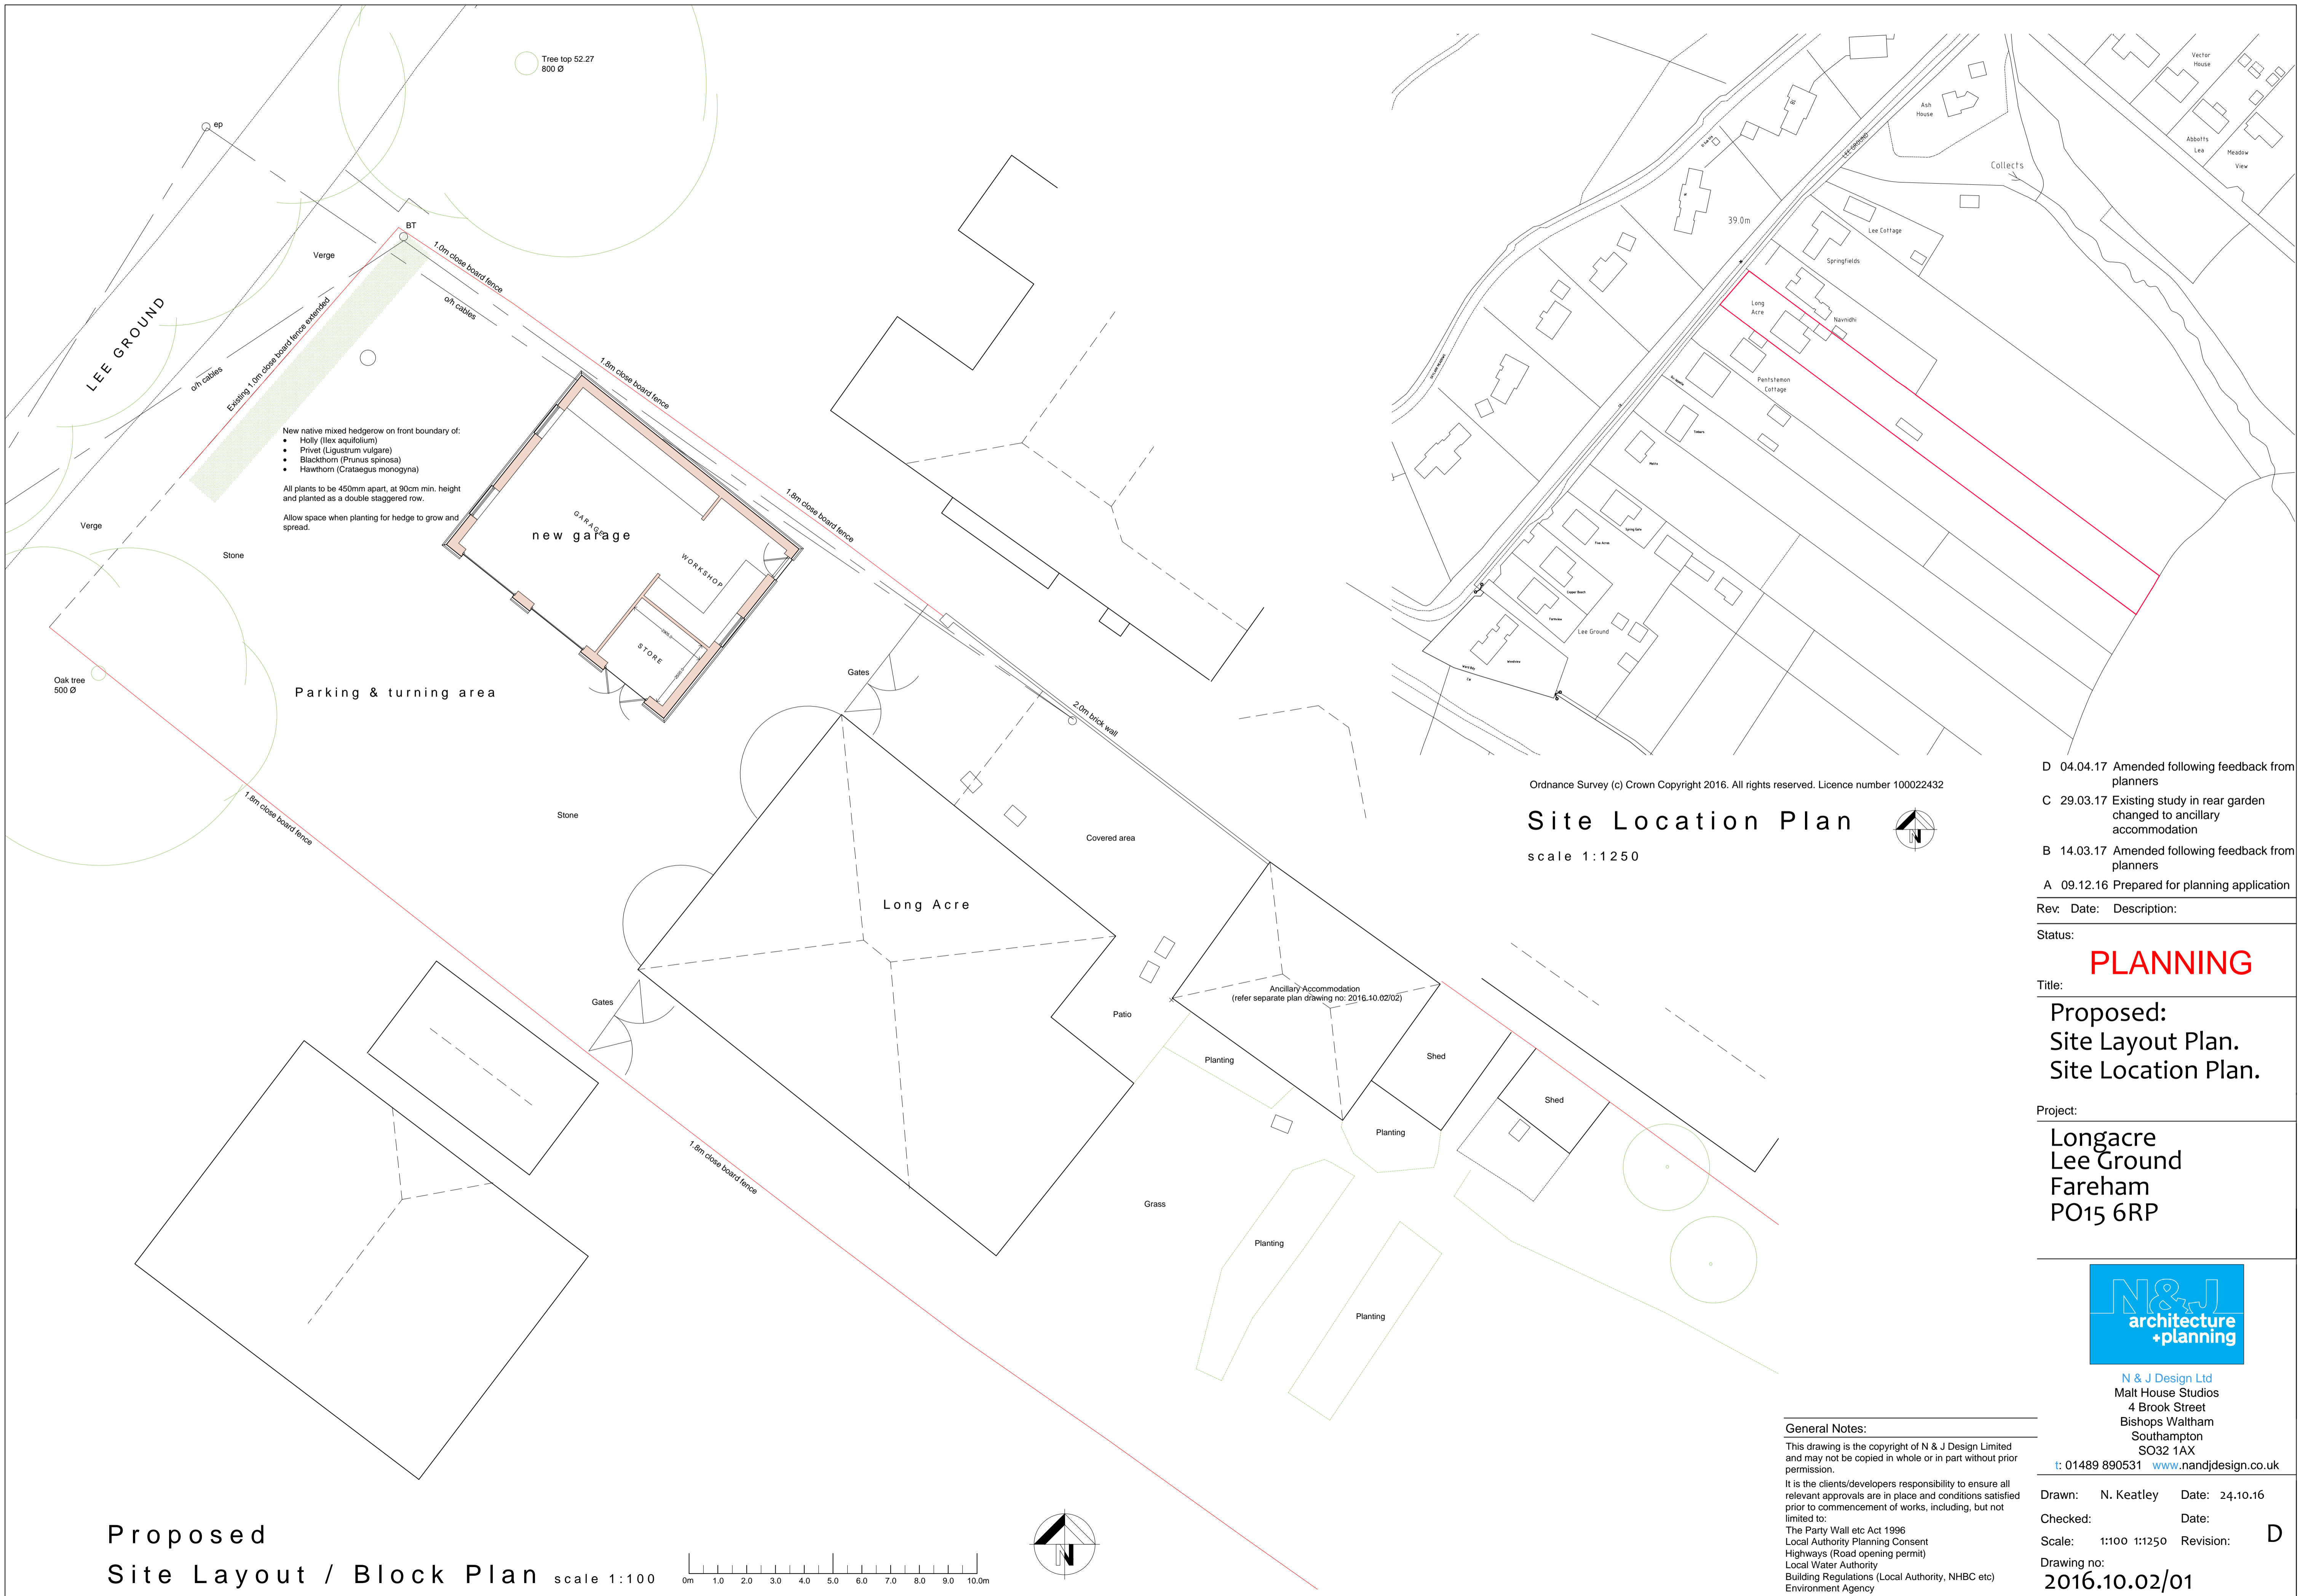 Tree top 52.27
800 Ø
ep
BT
Verge
LEE GROUND
o/h cables
Existing 1.0m close board fence extended
1.0m close board fence
o/h cables
1.8m close board fence
1.8m close board fence
New native mixed hedgerow on front boundary of:
• Holly (Ilex aquifolium)
• Privet (Ligustrum vulgare)
• Blackthorn (Prunus spinosa)
• Hawthorn (Crataegus monogyna)
All plants to be 450mm apart, at 90cm min. height
and planted as a double staggered row.
Allow space when planting for hedge to grow and
spread.
Verge
Stone
GARAGE
new garage
WORKSHOP
STORE
Oak tree
500 Ø
Parking & turning area
Gates
2.0m brick wall
1.8m close board fence
Stone
Covered area
Long Acre
Gates
Ancillary Accommodation
(refer separate plan drawing no: 2016.10.02/02)
Patio
Planting
Shed
Shed
Planting
1.8m close board fence
Grass
Planting
Planting
Proposed
Site Layout / Block Plan scale 1:100
0m 1.0 2.0 3.0 4.0 5.0 6.0 7.0 8.0 9.0 10.0m
N
Vector
House
Ash
House
Abbotts
Lea
Meadow
View
LEE GROUND
Collects
39.0m
Lee Cottage
Springfields
Long
Acre
Navnidhi
Pentstemon
Cottage
Spring Gate
Five Acres
Copper Beech
Lee Ground
Ordnance Survey (c) Crown Copyright 2016. All rights reserved. Licence number 100022432
Site Location Plan
N
scale 1:1250
D 04.04.17 Amended following feedback from
planners
C 29.03.17 Existing study in rear garden
changed to ancillary
accommodation
B 14.03.17 Amended following feedback from
planners
A 09.12.16 Prepared for planning application
Rev: Date: Description:
Status:
PLANNING
Title:
Proposed:
Site Layout Plan.
Site Location Plan.
Project:
Longacre
Lee Ground
Fareham
PO15 6RP
N&J
architecture
+planning
N & J Design Ltd
Malt House Studios
4 Brook Street
Bishops Waltham
Southampton
SO32 1AX
t: 01489 890531 www.nandjdesign.co.uk
General Notes:
This drawing is the copyright of N & J Design Limited
and may not be copied in whole or in part without prior
permission.
It is the clients/developers responsibility to ensure all
relevant approvals are in place and conditions satisfied
prior to commencement of works, including, but not
limited to:
The Party Wall etc Act 1996
Local Authority Planning Consent
Highways (Road opening permit)
Local Water Authority
Building Regulations (Local Authority, NHBC etc)
Environment Agency
Drawn: N. Keatley Date: 24.10.16
Checked: Date:
Scale: 1:100 1:1250 Revision: D
Drawing no:
2016.10.02/01